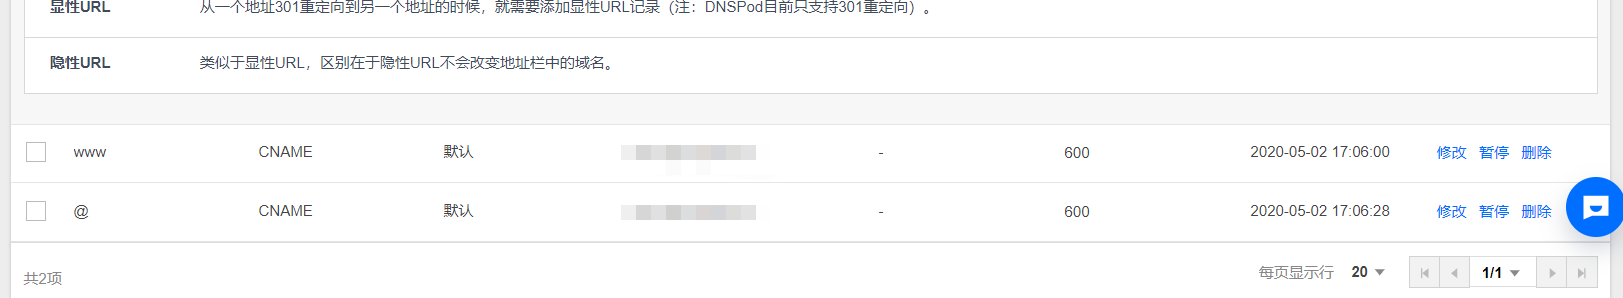 显性URL 从一个地址301重定向到另一个地址的时候，就需要添加显性URL记录（注：DNSPod目前只支持301重定向）。
隐性URL 类似于显性URL，区别在于隐性URL不会改变地址栏中的域名。
www CNAME 默认 - 600 2020-05-02 17:06:00 修改 暂停 删除
@ CNAME 默认 - 600 2020-05-02 17:06:28 修改 暂停 删除
共2项 每页显示行 20 1/1